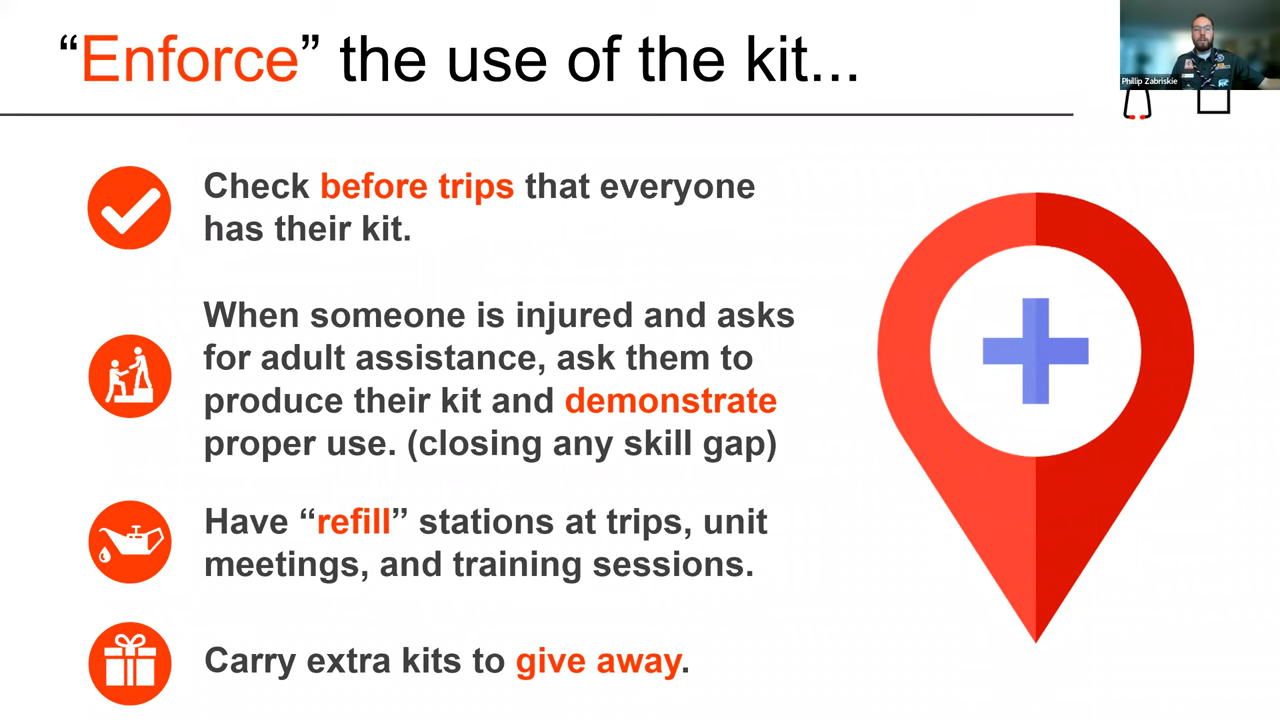 “Enforce” the use of the kit...
Phillip Zabriskie
Check before trips that everyone
has their kit.
When someone is injured and asks
for adult assistance, ask them to
produce their kit and demonstrate
proper use. (closing any skill gap)
Have “refill” stations at trips, unit
meetings, and training sessions.
Carry extra kits to give away.